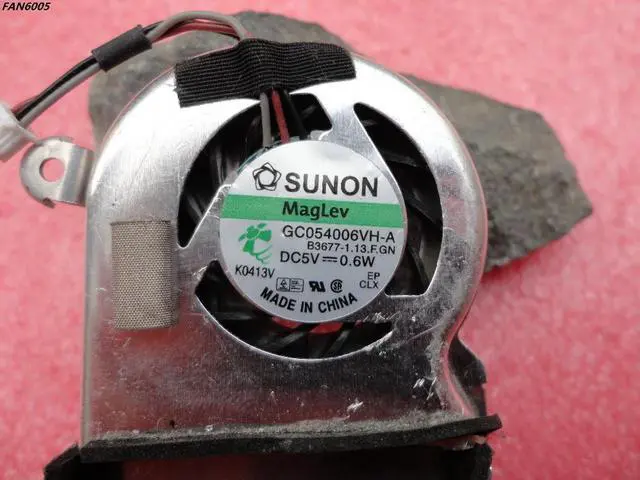 FAN6005
SUNON
MagLev
GC054006VH-A
B3677-1.13.F.GN
DC5V⎓0.6W
K0413V
EP
CLX
MADE IN CHINA